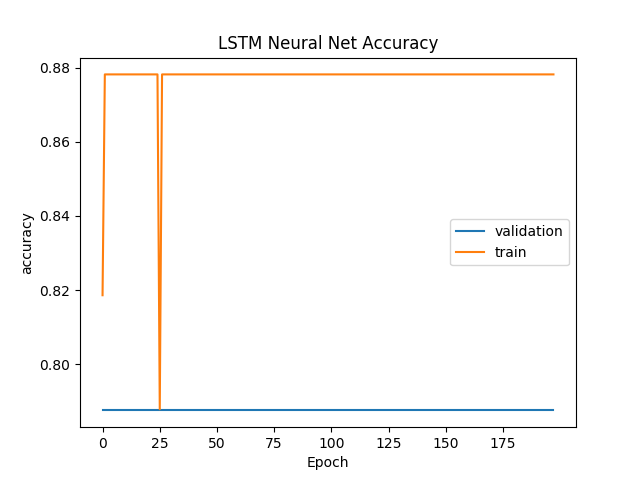 LSTM Neural Net Accuracy
0.88
0.86
0.84
0.82
0.80
accuracy
validation
train
0 25 50 75 100 125 150 175
Epoch